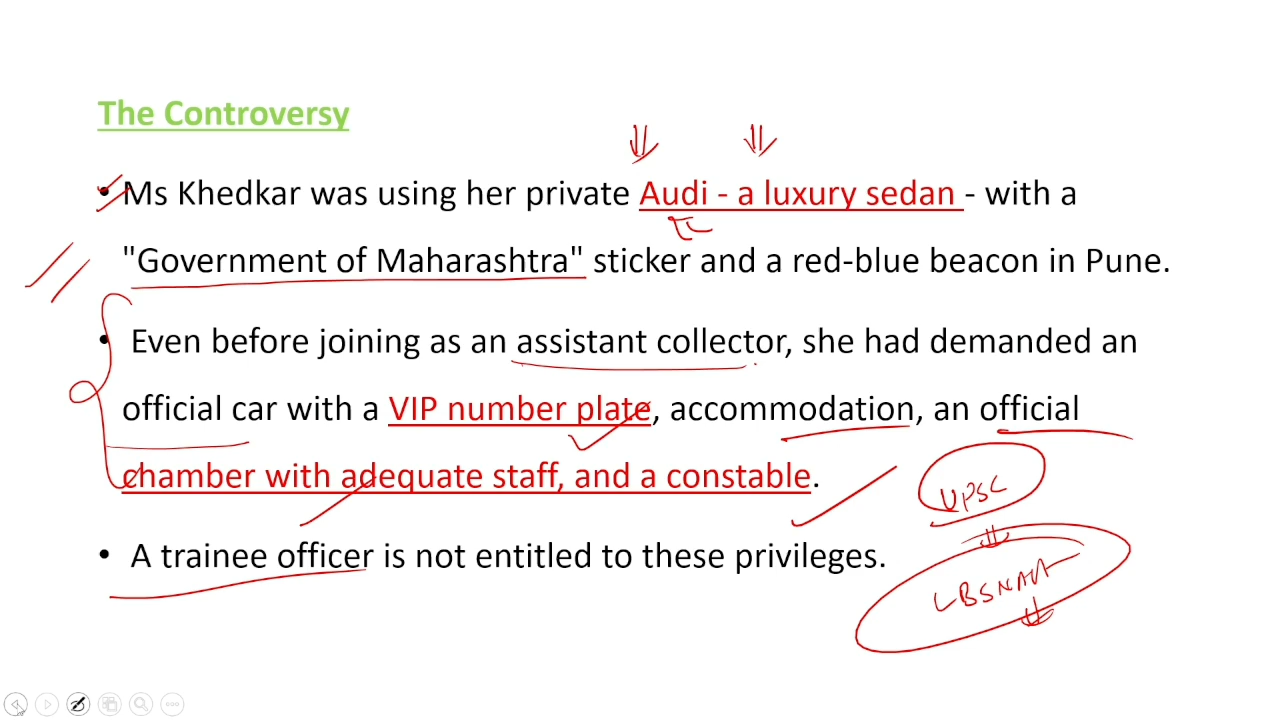 The Controversy
• Ms Khedkar was using her private Audi - a luxury sedan - with a
"Government of Maharashtra" sticker and a red-blue beacon in Pune.
• Even before joining as an assistant collector, she had demanded an
official car with a VIP number plate, accommodation, an official
chamber with adequate staff, and a constable.
UPSC
• A trainee officer is not entitled to these privileges.
LBSNAA